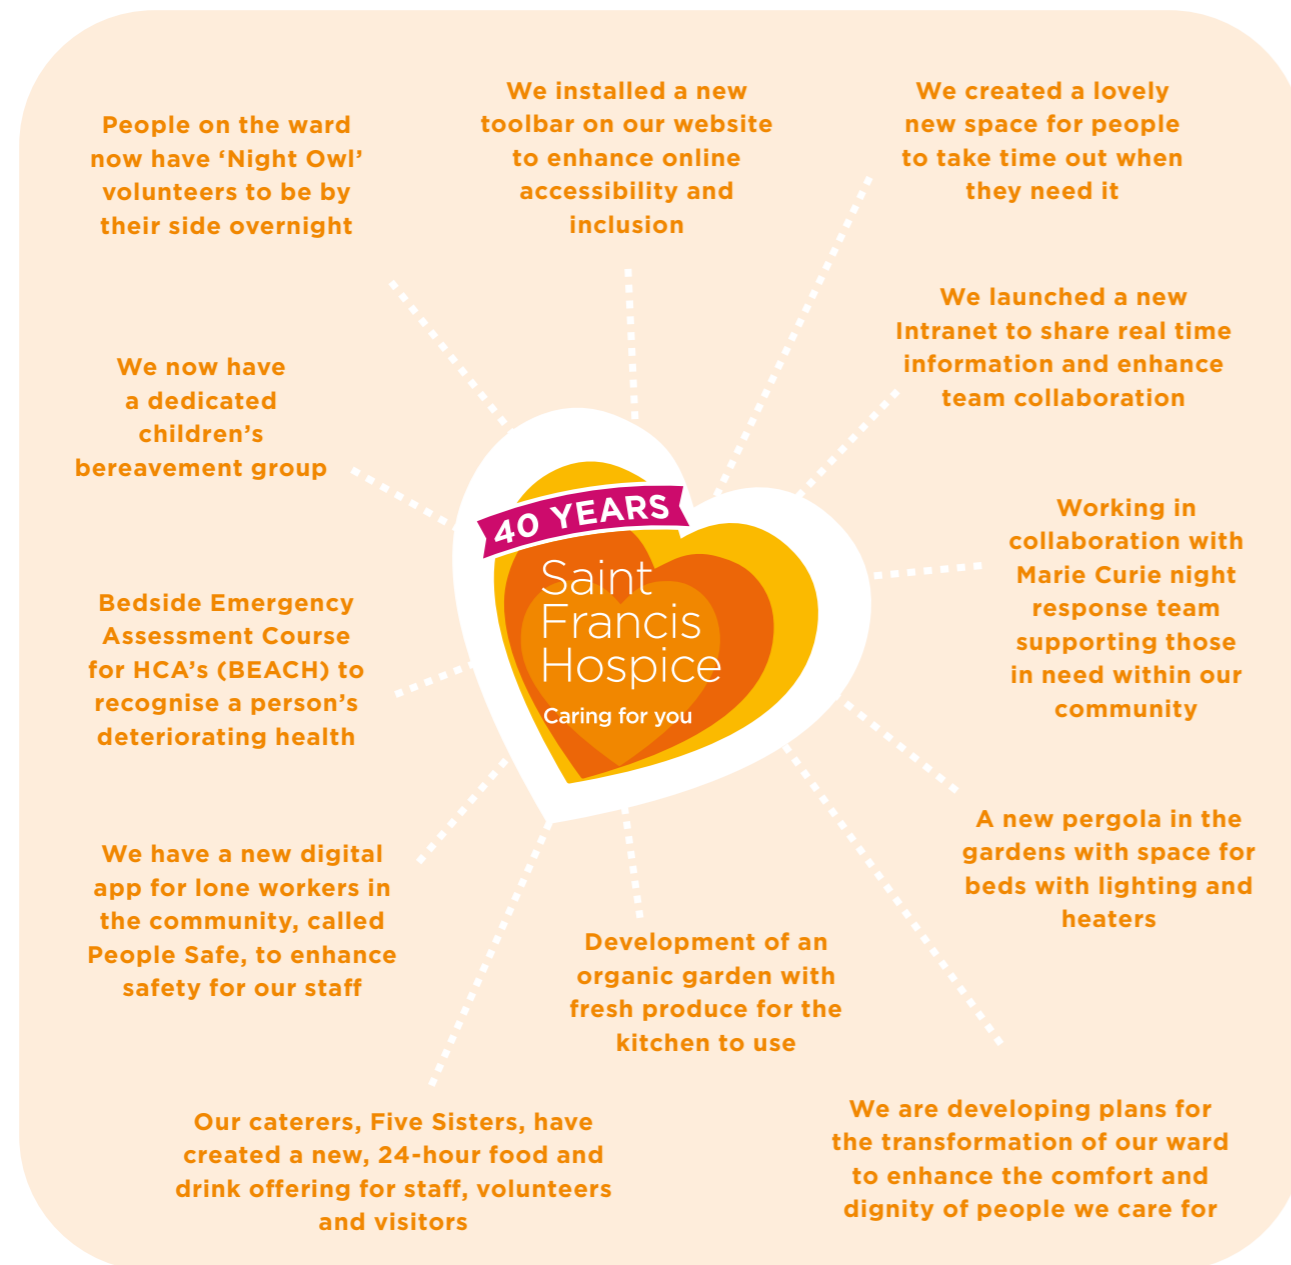 People on the ward
now have ‘Night Owl’
volunteers to be by
their side overnight
We installed a new
toolbar on our website
to enhance online
accessibility and
inclusion
We created a lovely
new space for people
to take time out when
they need it
We launched a new
Intranet to share real time
information and enhance
team collaboration
We now have
a dedicated
children’s
bereavement group
40 YEARS
Saint
Francis
Hospice
Caring for you
Working in
collaboration with
Marie Curie night
response team
supporting those
in need within our
community
Bedside Emergency
Assessment Course
for HCA’s (BEACH) to
recognise a person’s
deteriorating health
A new pergola in the
gardens with space for
beds with lighting and
heaters
We have a new digital
app for lone workers in
the community, called
People Safe, to enhance
safety for our staff
Development of an
organic garden with
fresh produce for the
kitchen to use
Our caterers, Five Sisters, have
created a new, 24-hour food and
drink offering for staff, volunteers
and visitors
We are developing plans for
the transformation of our ward
to enhance the comfort and
dignity of people we care for